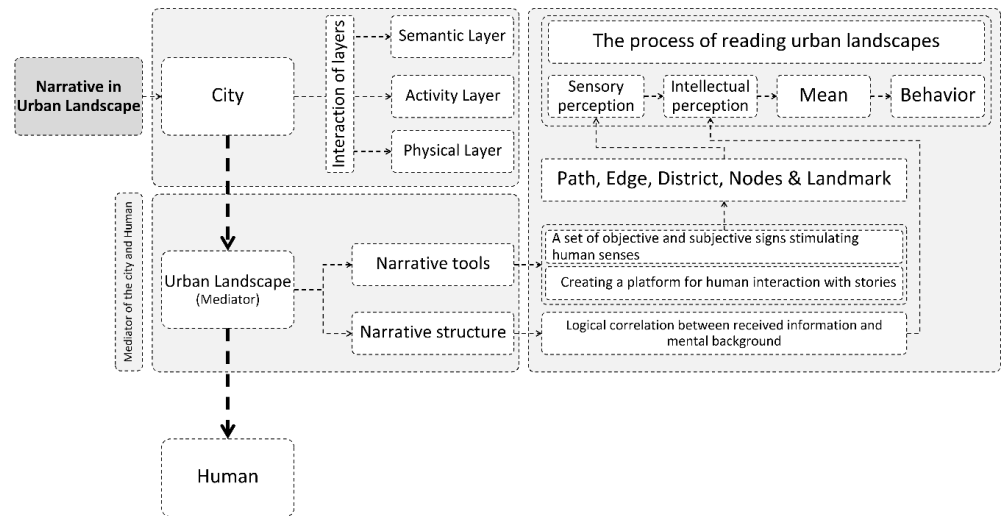 Narrative in
Urban Landscape
City
Interaction of layers
Semantic Layer
Activity Layer
Physical Layer
The process of reading urban landscapes
Sensory
perception
Intellectual
perception
Mean
Behavior
Path, Edge, District, Nodes & Landmark
Mediator of the city and Human
Urban Landscape
(Mediator)
Narrative tools
Narrative structure
A set of objective and subjective signs stimulating
human senses
Creating a platform for human interaction with stories
Logical correlation between received information and
mental background
Human